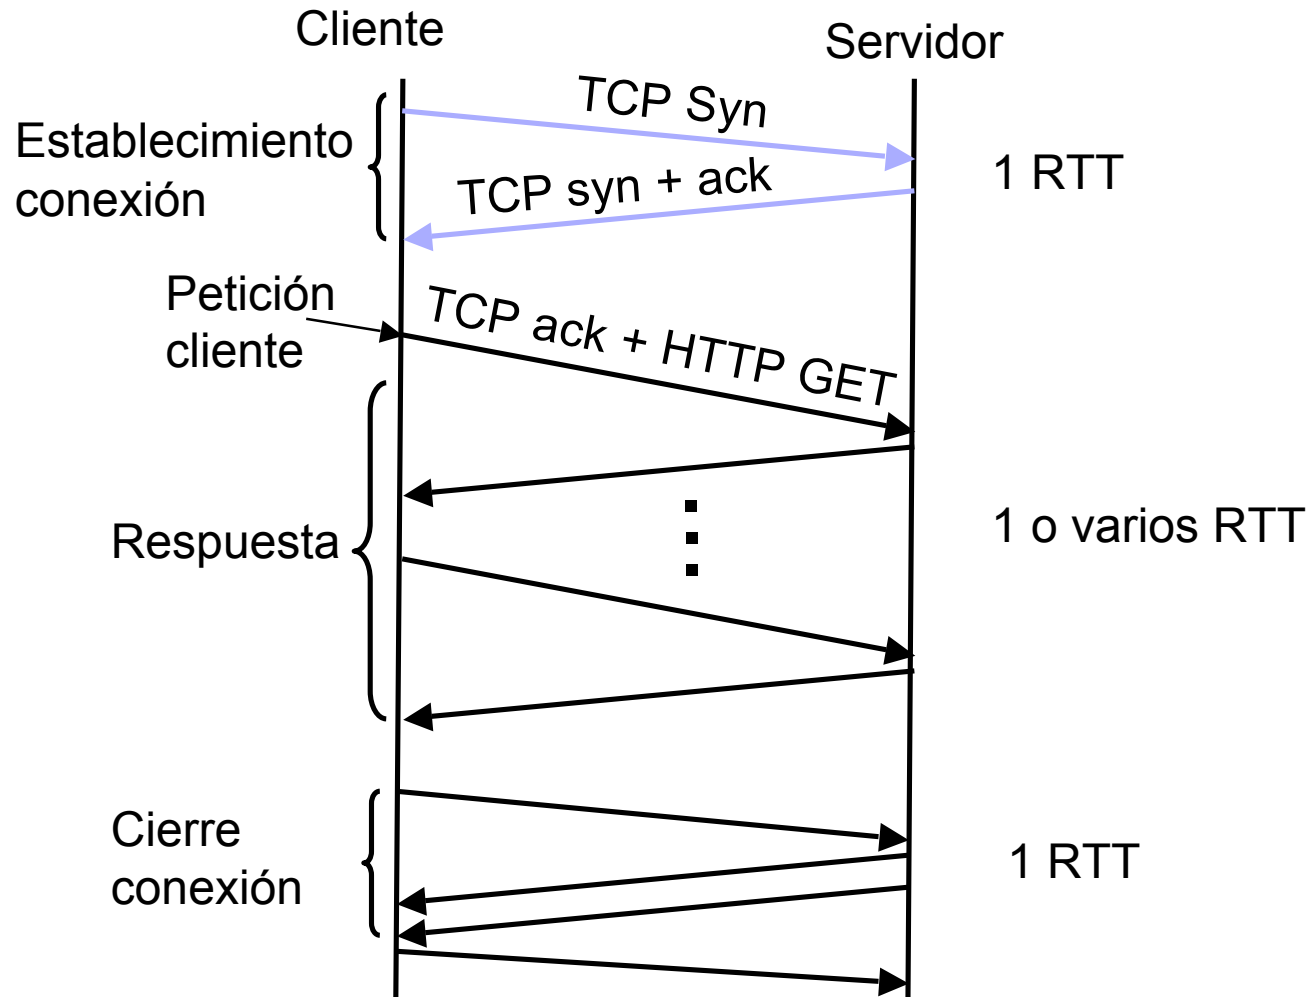 Cliente
Servidor
TCP Syn
Establecimiento
conexión
1 RTT
TCP syn + ack
Petición
cliente
TCP ack + HTTP GET
Respuesta
1 o varios RTT
Cierre
conexión
1 RTT